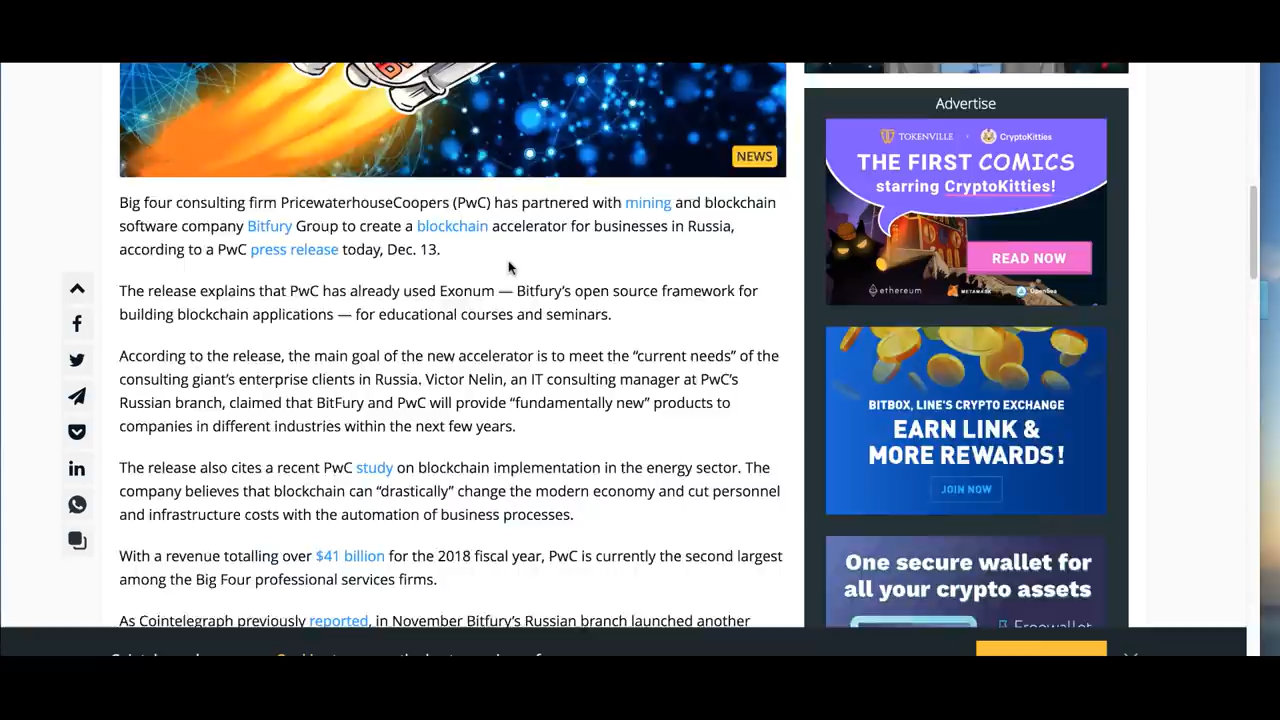 NEWS
Big four consulting firm PricewaterhouseCoopers (PwC) has partnered with mining and blockchain
software company Bitfury Group to create a blockchain accelerator for businesses in Russia,
according to a PwC press release today, Dec. 13.
The release explains that PwC has already used Exonum — Bitfury’s open source framework for
building blockchain applications — for educational courses and seminars.
According to the release, the main goal of the new accelerator is to meet the “current needs” of the
consulting giant’s enterprise clients in Russia. Victor Nelin, an IT consulting manager at PwC’s
Russian branch, claimed that BitFury and PwC will provide “fundamentally new” products to
companies in different industries within the next few years.
The release also cites a recent PwC study on blockchain implementation in the energy sector. The
company believes that blockchain can “drastically” change the modern economy and cut personnel
and infrastructure costs with the automation of business processes.
With a revenue totalling over $41 billion for the 2018 fiscal year, PwC is currently the second largest
among the Big Four professional services firms.
As Cointelegraph previously reported, in November Bitfury’s Russian branch launched another
Advertise
TOKENVILLE CryptoKitties
THE FIRST COMICS
starring CryptoKitties!
READ NOW
ethereum METAMASK OpenSea
BITBOX, LINE’S CRYPTO EXCHANGE
EARN LINK &
MORE REWARDS!
JOIN NOW
One secure wallet for
all your crypto assets
Freewallet